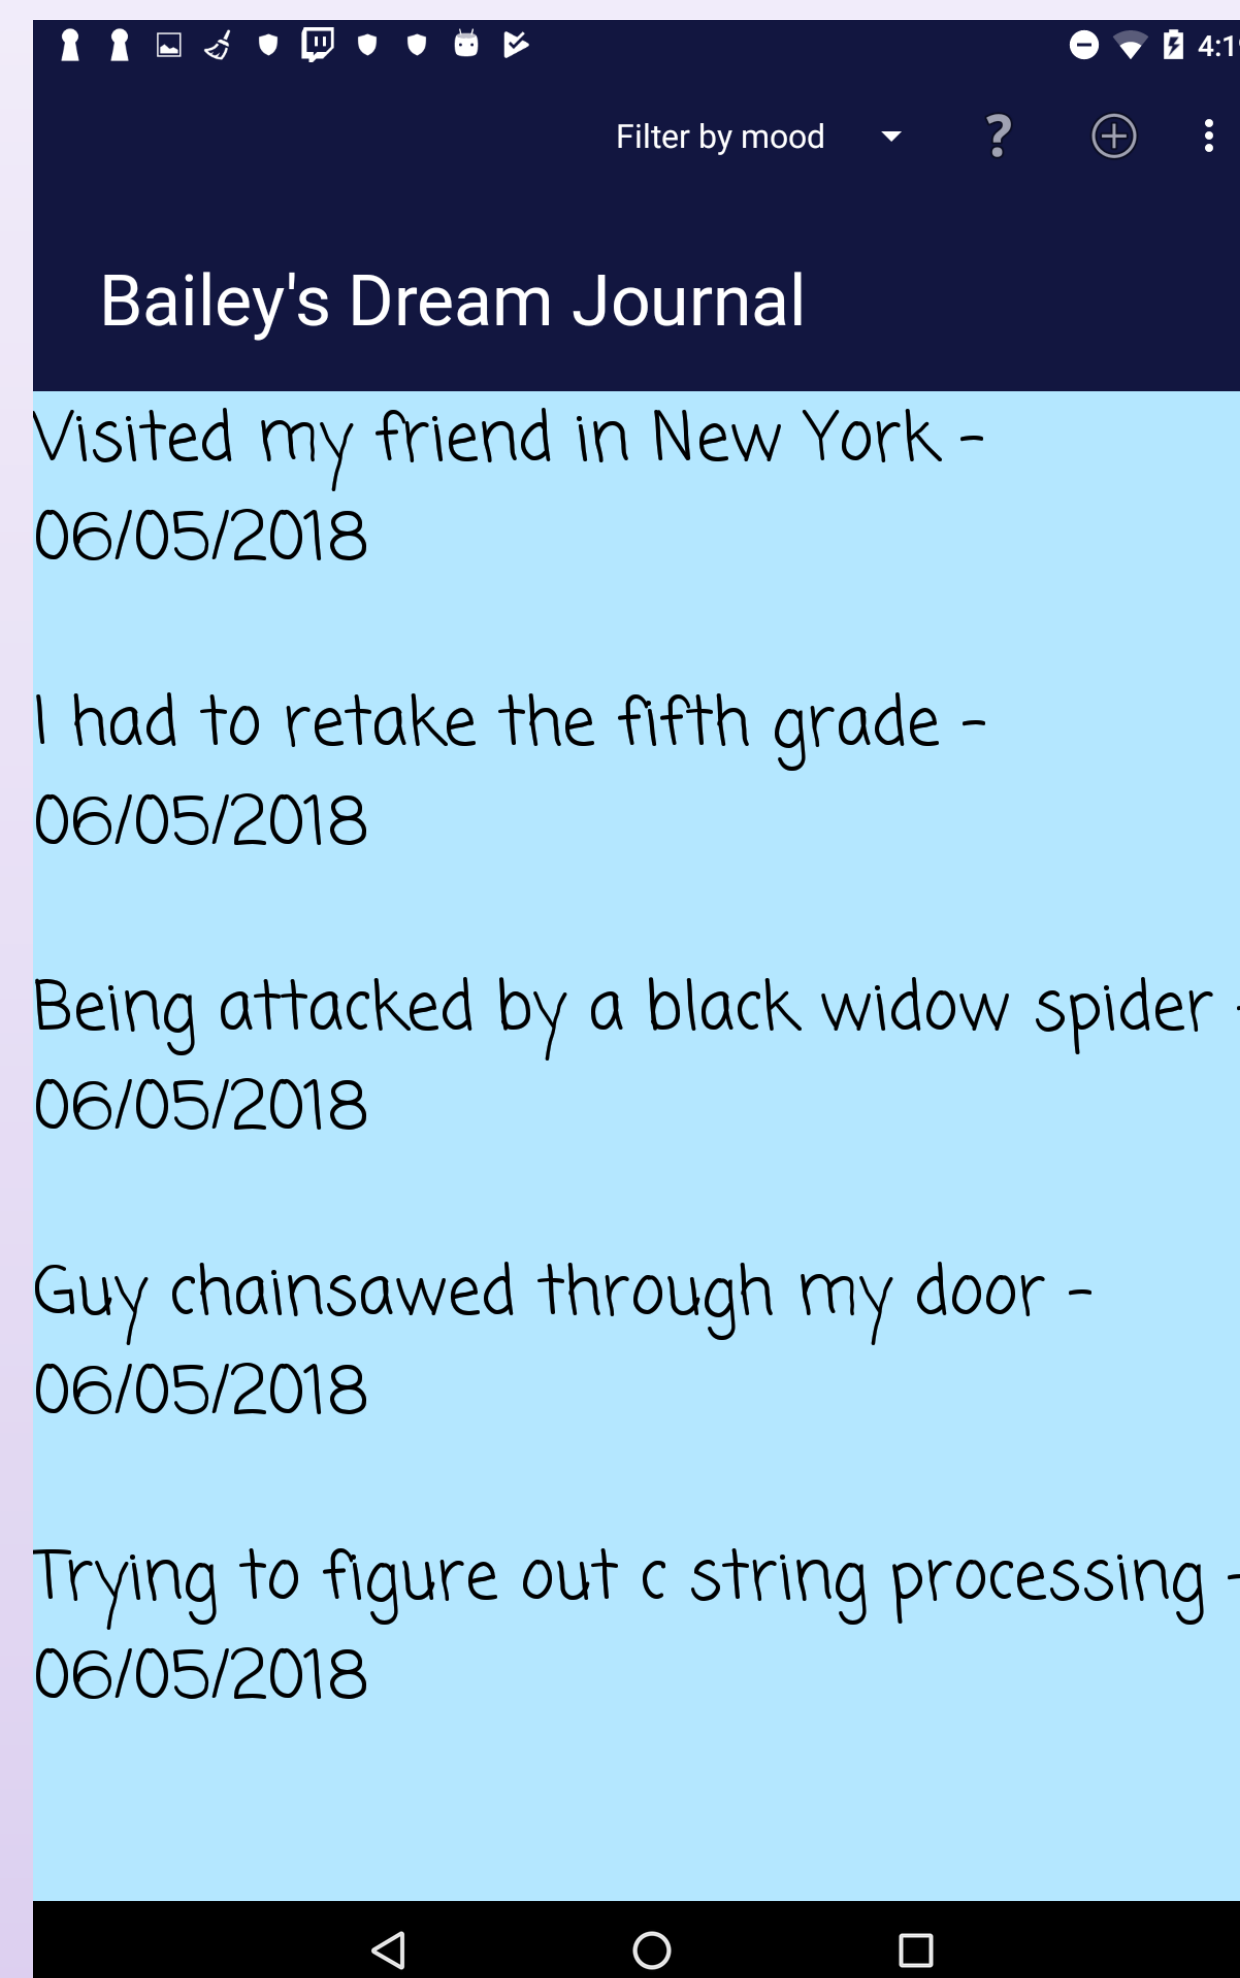 4:1
Filter by mood
?
Bailey's Dream Journal
Visited my friend in New York -
06/05/2018
I had to retake the fifth grade -
06/05/2018
Being attacked by a black widow spider -
06/05/2018
Guy chainsawed through my door -
06/05/2018
Trying to figure out c string processing -
06/05/2018